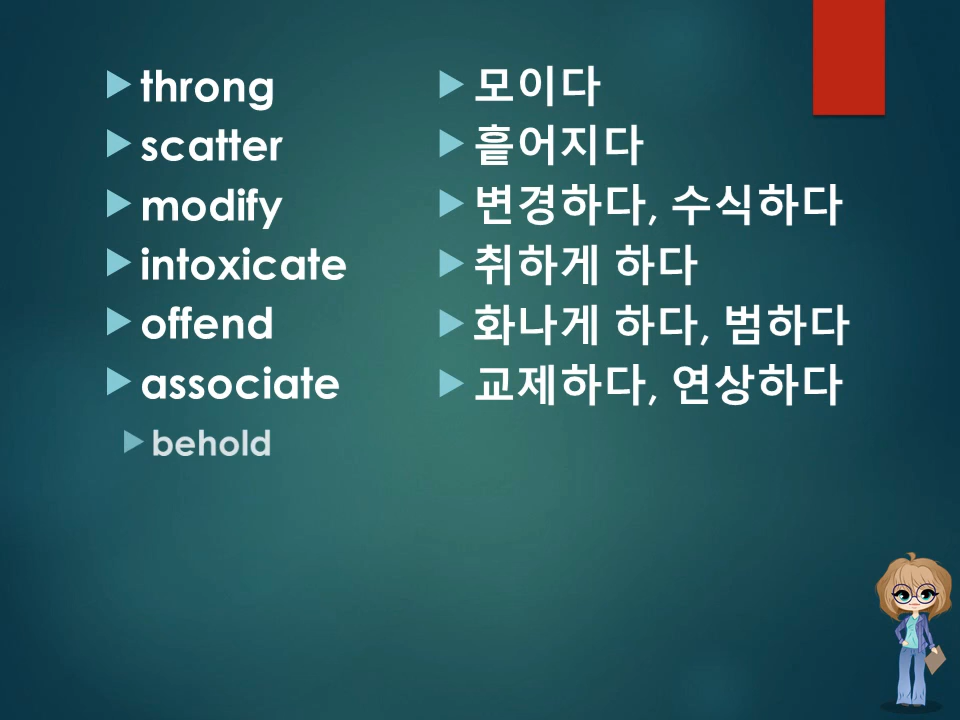 throng 모이다
scatter 흩어지다
modify 변경하다, 수식하다
intoxicate 취하게 하다
offend 화나게 하다, 범하다
associate 교제하다, 연상하다
behold